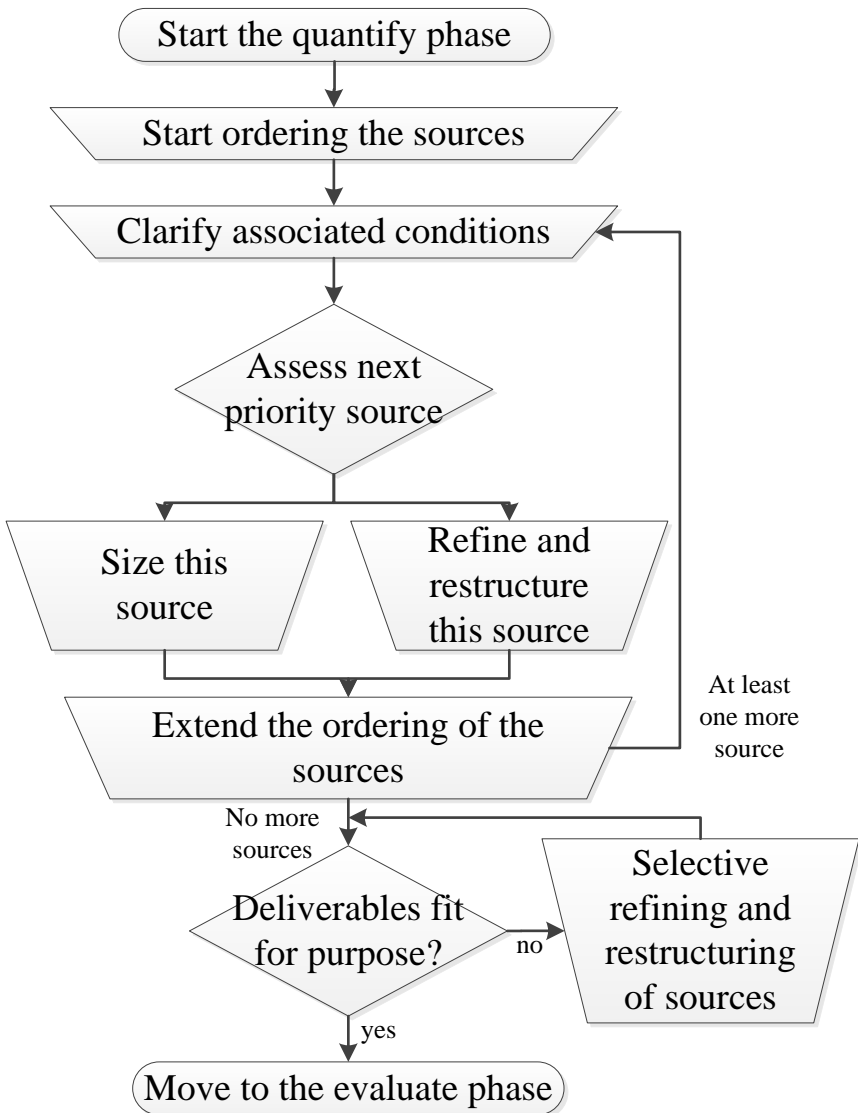 Start the quantify phase
Start ordering the sources
Clarify associated conditions
Assess next
priority source
Size this
source
Refine and
restructure
this source
At least
one more
source
Extend the ordering of the
sources
No more
sources
Deliverables fit
for purpose?
no
Selective
refining and
restructuring
of sources
yes
Move to the evaluate phase